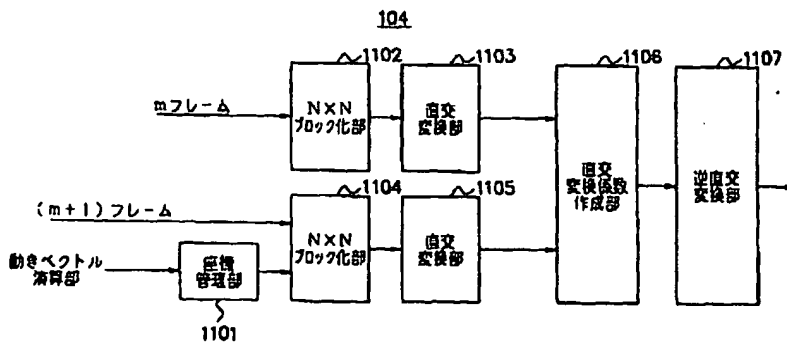 104
1102
1103
1106
1107
mフレーム
N×N
ブロック化部
直交
変換部
直交
変換係数
作成部
逆直交
変換部
1104
1105
(m+1)フレーム
N×N
ブロック化部
直交
変換部
動きベクトル
演算部
座標
管理部
1101